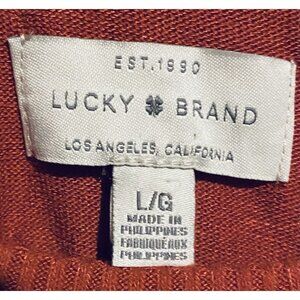 EST.1990
LUCKY BRAND
LOS ANGELES, CALIFORNIA
L/G
MADE IN
PHILIPPINES
FABRIQUÉ AUX
PHILIPPINES